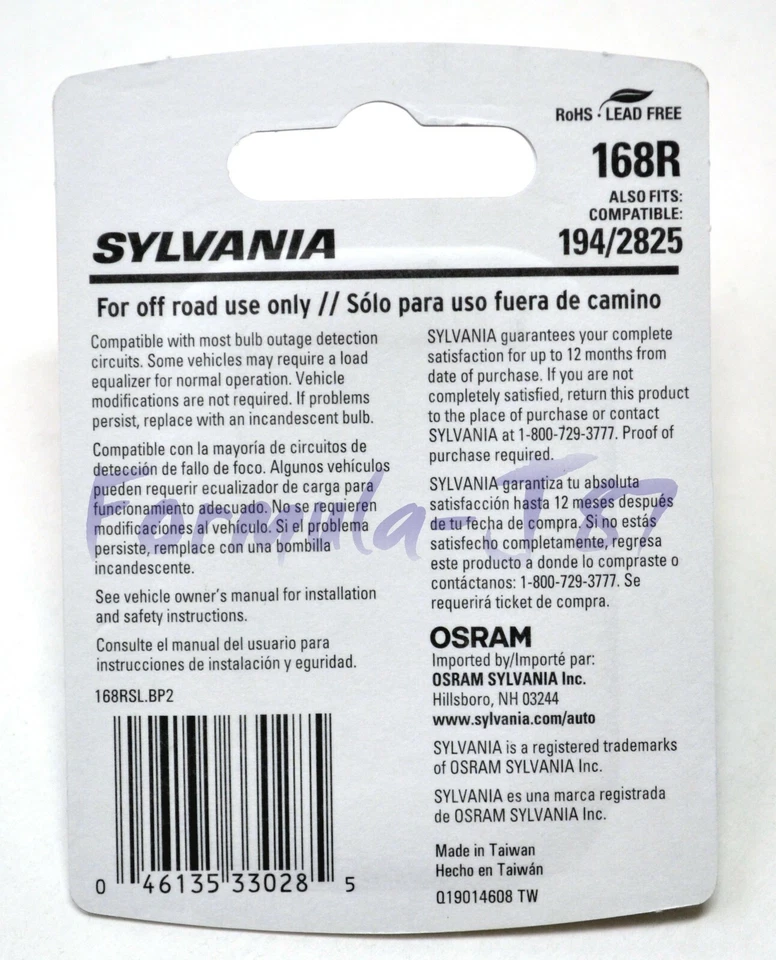 RoHS · LEAD FREE
168R
ALSO FITS:
COMPATIBLE:
194/2825
SYLVANIA
For off road use only // Sólo para uso fuera de camino
Compatible with most bulb outage detection
circuits. Some vehicles may require a load
equalizer for normal operation. Vehicle
modifications are not required. If problems
persist, replace with an incandescent bulb.
Compatible con la mayoría de circuitos de
detección de fallo de foco. Algunos vehículos
pueden requerir ecualizador de carga para
funcionamiento adecuado. No se requieren
modificaciones al vehículo. Si el problema
persiste, remplace con una bombilla
incandescente.
See vehicle owner's manual for installation
and safety instructions.
Consulte el manual del usuario para
instrucciones de instalación y eguridad.
168RSL.BP2
0 46135 33028 5
SYLVANIA guarantees your complete
satisfaction for up to 12 months from
date of purchase. If you are not
completely satisfied, return this product
to the place of purchase or contact
SYLVANIA at 1-800-729-3777. Proof of
purchase required.
SYLVANIA garantiza tu absoluta
satisfacción hasta 12 meses después
de tu fecha de compra. Si no estás
satisfecho completamente, regresa
este producto a donde lo compraste o
contáctanos: 1-800-729-3777. Se
requerirá ticket de compra.
OSRAM
Imported by/Importé par:
OSRAM SYLVANIA Inc.
Hillsboro, NH 03244
www.sylvania.com/auto
SYLVANIA is a registered trademarks
of OSRAM SYLVANIA Inc.
SYLVANIA es una marca registrada
de OSRAM SYLVANIA Inc.
Made in Taiwan
Hecho en Taiwán
Q19014608 TW
Formula-J87